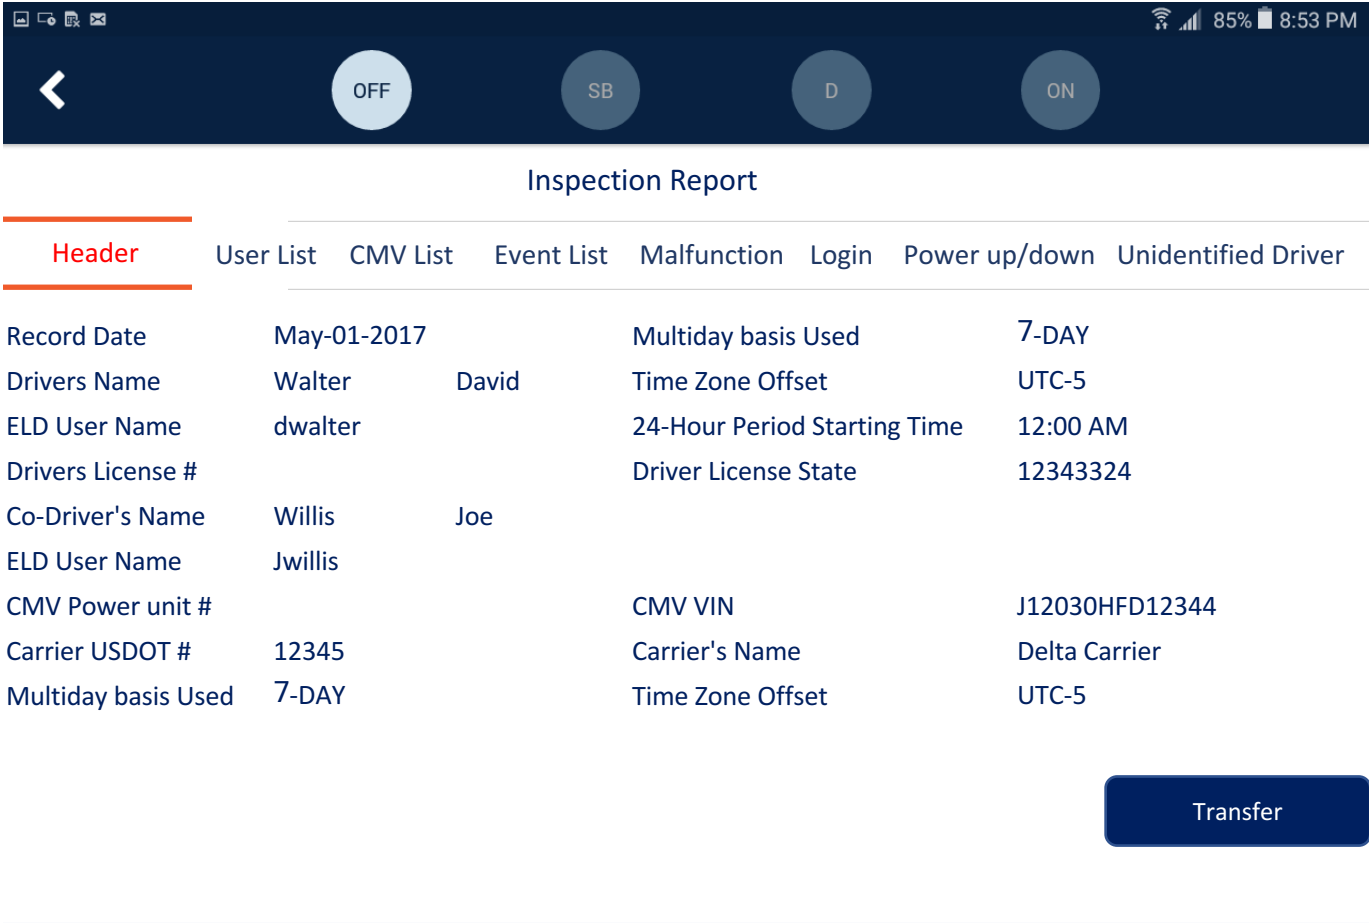 85% 8:53 PM
OFF SB D ON
Inspection Report
Header User List CMV List Event List Malfunction Login Power up/down Unidentified Driver
Record Date May-01-2017 Multiday basis Used 7-DAY
Drivers Name Walter David Time Zone Offset UTC-5
ELD User Name dwalter 24-Hour Period Starting Time 12:00 AM
Drivers License # Driver License State 12343324
Co-Driver's Name Willis Joe
ELD User Name Jwillis
CMV Power unit # CMV VIN J12030HFD12344
Carrier USDOT # 12345 Carrier's Name Delta Carrier
Multiday basis Used 7-DAY Time Zone Offset UTC-5
Transfer